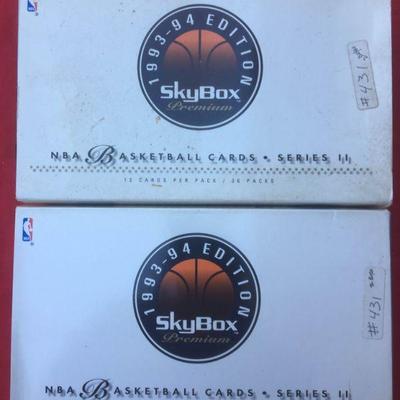 1993-94 EDITION
SkyBox
Premium
#431
NBA BASKETBALL CARDS • SERIES II
12 CARDS PER PACK / 36 PACKS
1993-94 EDITION
SkyBox
Premium
#431
NBA BASKETBALL CARDS • SERIES II